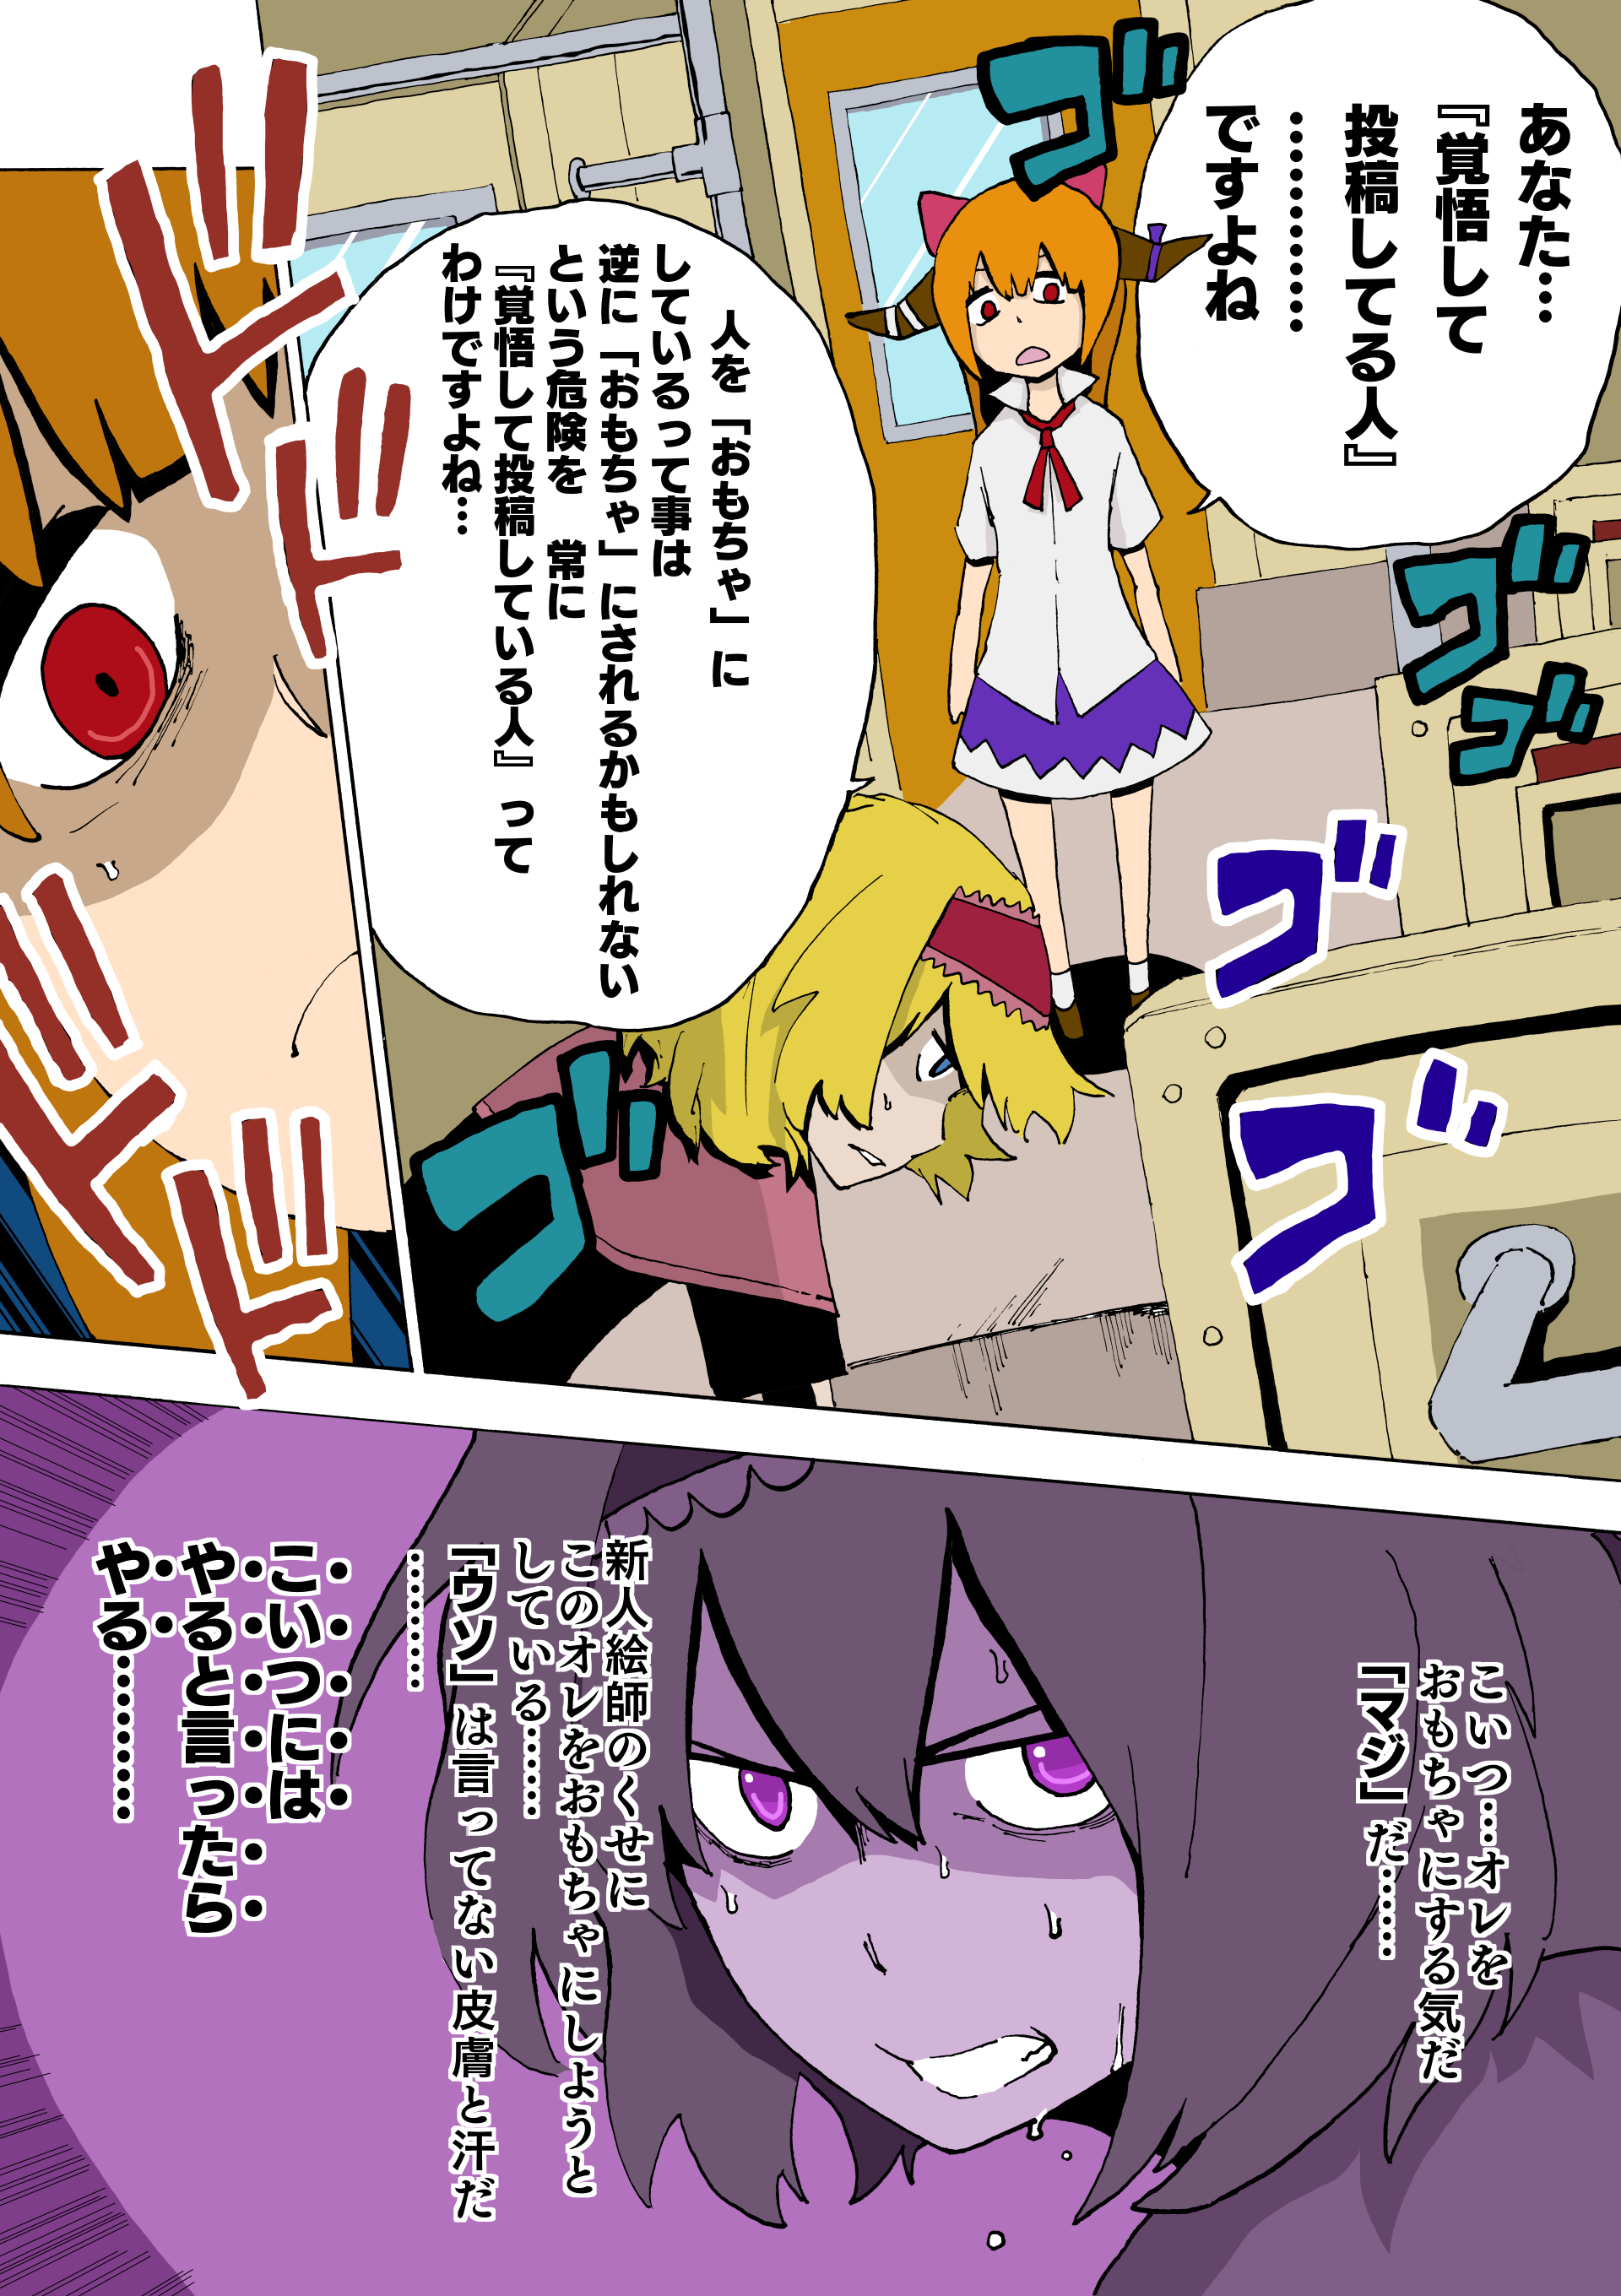 あなた…
『覚悟して
投稿してる人』
……………
ですよね
ゴ
ゴ
ゴ
ゴ
ゴ
ゴ
人を「おもちゃ」に
しているって事は
逆に「おもちゃ」にされるかもしれない
という危険を 常に
『覚悟して投稿している人』って
わけですよね…
ド
ド
ド
ド
こいつ…オレを
おもちゃにする気だ
「マジ」だ………
新人絵師のくせに
このオレをおもちゃにしようと
している……
「ウソ」は言ってない皮膚と汗だ
…………
こいつには
やると言ったら
やる…………